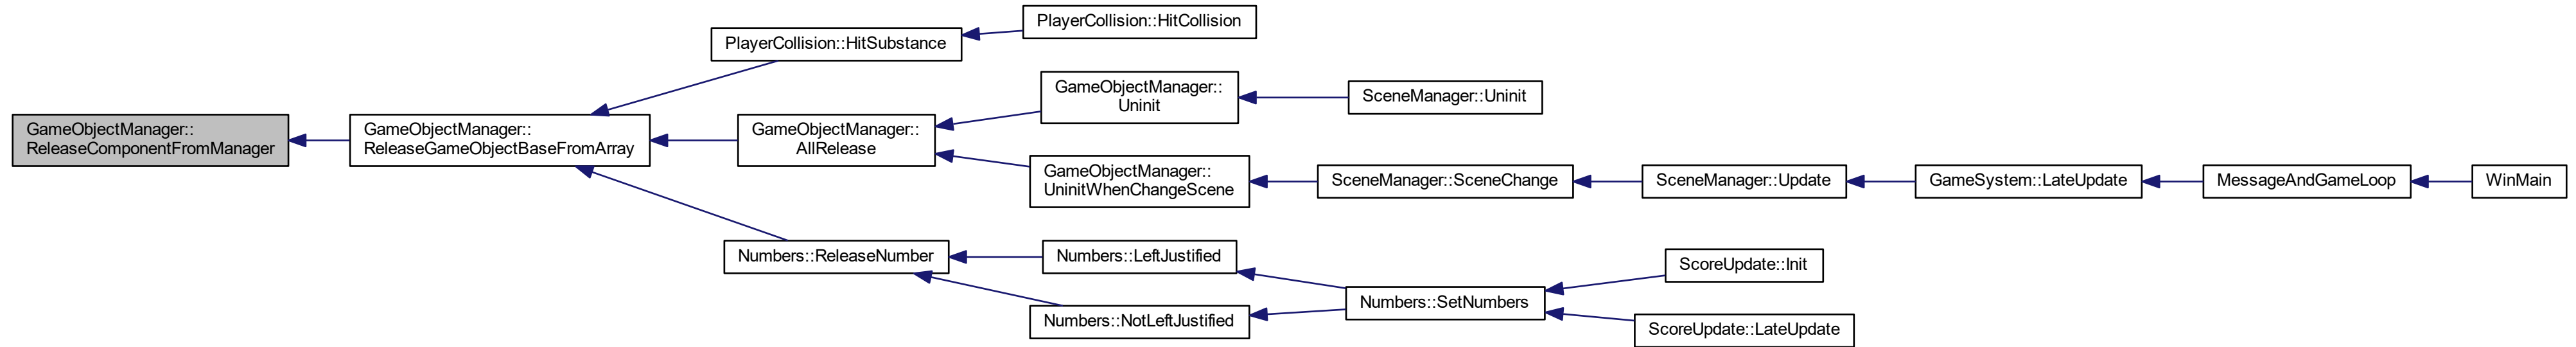 GameObjectManager::
ReleaseComponentFromManager
GameObjectManager::
ReleaseGameObjectBaseFromArray
PlayerCollision::HitSubstance
PlayerCollision::HitCollision
GameObjectManager::
AllRelease
GameObjectManager::
Uninit
SceneManager::Uninit
GameObjectManager::
UninitWhenChangeScene
SceneManager::SceneChange
SceneManager::Update
GameSystem::LateUpdate
MessageAndGameLoop
WinMain
Numbers::ReleaseNumber
Numbers::LeftJustified
Numbers::NotLeftJustified
Numbers::SetNumbers
ScoreUpdate::Init
ScoreUpdate::LateUpdate